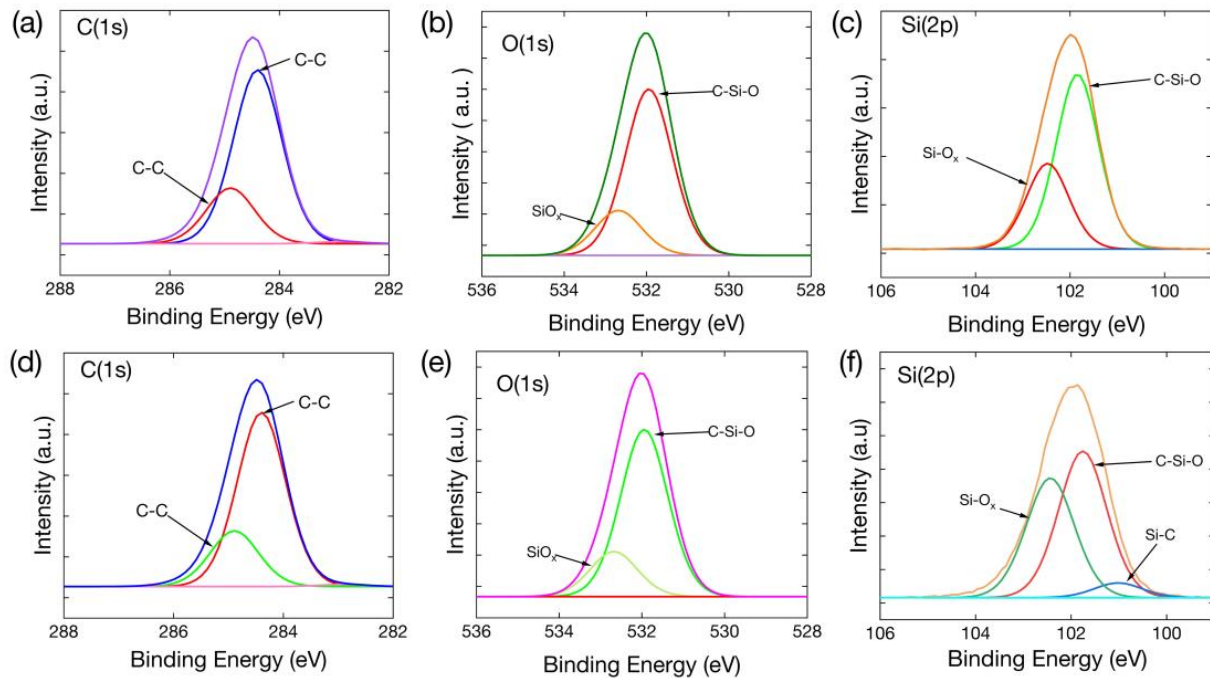 (a)
C(1s)
C-C
C-C
Intensity (a.u.)
288 286 284 282
Binding Energy (eV)
(b)
O(1s)
C-Si-O
SiOx
Intensity ( a.u. )
536 534 532 530 528
Binding Energy (eV)
(c)
Si(2p)
C-Si-O
Si-Ox
Intensity (a.u.)
106 104 102 100
Binding Energy (eV)
(d)
C(1s)
C-C
C-C
Intensity (a.u.)
288 286 284 282
Binding Energy (eV)
(e)
O(1s)
C-Si-O
SiOx
Intensity (a.u.)
536 534 532 530 528
Binding Energy (eV)
(f)
Si(2p)
C-Si-O
Si-Ox
Si-C
Intensity (a.u)
106 104 102 100
Binding Energy (eV)